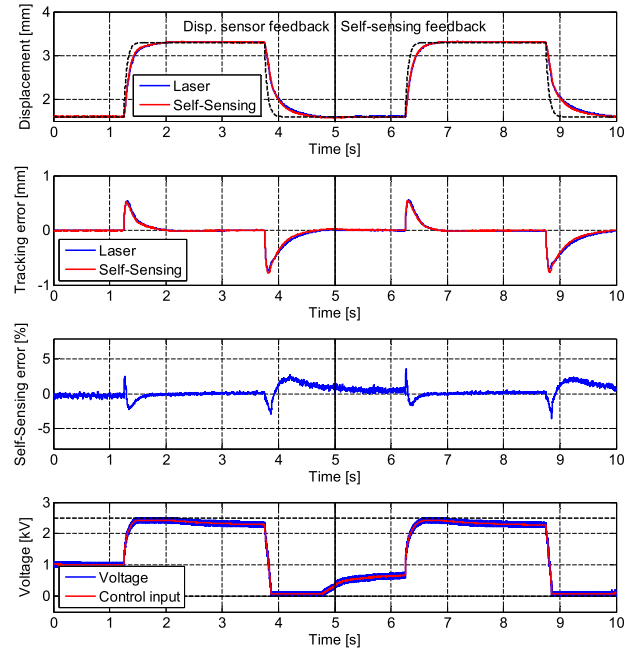 Displacement [mm]
4
3
2
Disp. sensor feedback
Self-sensing feedback
Laser
Self-Sensing
0 1 2 3 4 5 6 7 8 9 10
Time [s]
Tracking error [mm]
1
0
-1
Laser
Self-Sensing
0 1 2 3 4 5 6 7 8 9 10
Time [s]
Self-Sensing error [%]
5
0
-5
0 1 2 3 4 5 6 7 8 9 10
Time [s]
Voltage [kV]
3
2
1
0
Voltage
Control input
0 1 2 3 4 5 6 7 8 9 10
Time [s]